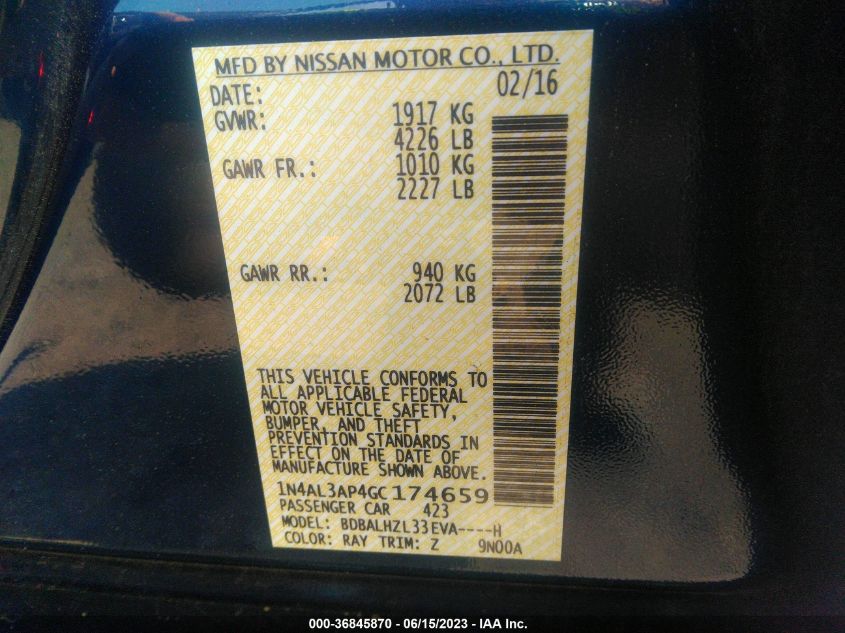 MFD BY NISSAN MOTOR CO., LTD.
DATE: 02/16
GVWR: 1917 KG
4226 LB
GAWR FR.: 1010 KG
2227 LB
GAWR RR.: 940 KG
2072 LB
THIS VEHICLE CONFORMS TO
ALL APPLICABLE FEDERAL
MOTOR VEHICLE SAFETY,
BUMPER, AND THEFT
PREVENTION STANDARDS IN
EFFECT ON THE DATE OF
MANUFACTURE SHOWN ABOVE.
1N4AL3AP4GC174659
PASSENGER CAR 423
MODEL: BDBALHZL33EVA----H
COLOR: RAY TRIM: Z 9N00A
000-36845870 - 06/15/2023 - IAA Inc.